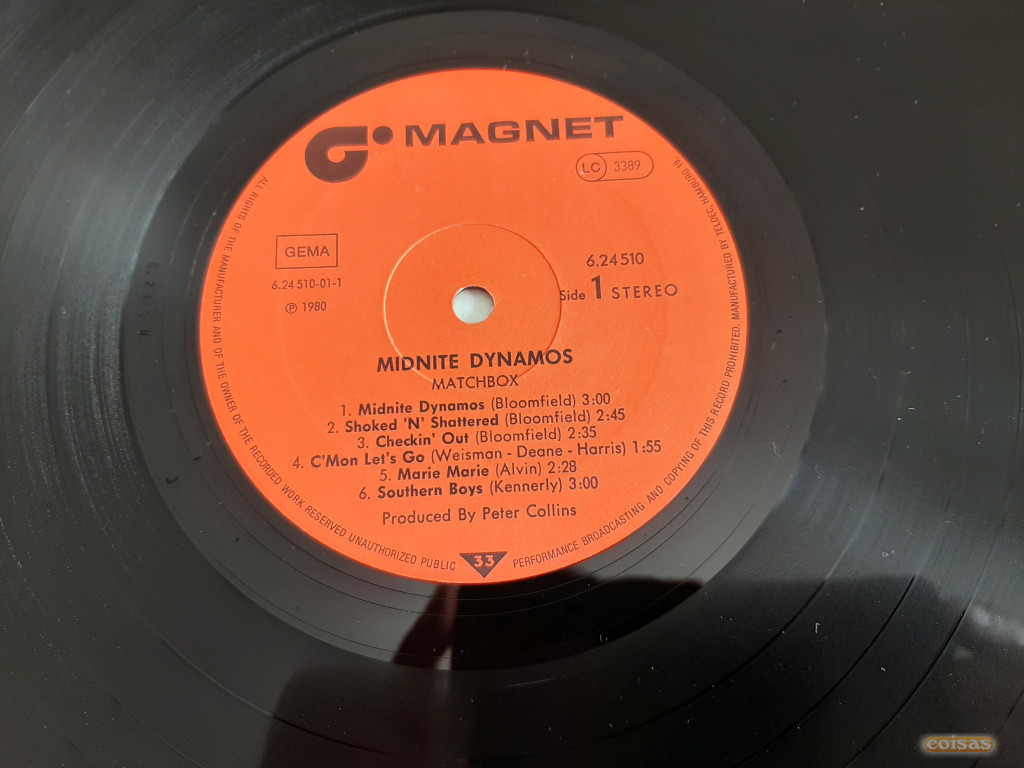 MAGNET
LC 3389
GEMA
6.24 510-01-1
℗ 1980
6.24 510
Side 1 STEREO
MIDNITE DYNAMOS
MATCHBOX
1. Midnite Dynamos (Bloomfield) 3:00
2. Shoked 'N' Shattered (Bloomfield) 2:45
3. Checkin' Out (Bloomfield) 2:35
4. C'Mon Let's Go (Weisman - Deane - Harris) 1:55
5. Marie Marie (Alvin) 2:28
6. Southern Boys (Kennerly) 3:00
Produced By Peter Collins
33
ALL RIGHTS OF THE MANUFACTURER AND OF THE OWNER OF THE RECORDED WORK RESERVED UNAUTHORIZED PUBLIC PERFORMANCE BROADCASTING AND COPYING OF THIS RECORD PROHIBITED. MANUFACTURED BY TELDEC, HAMBURG 19.
coisas